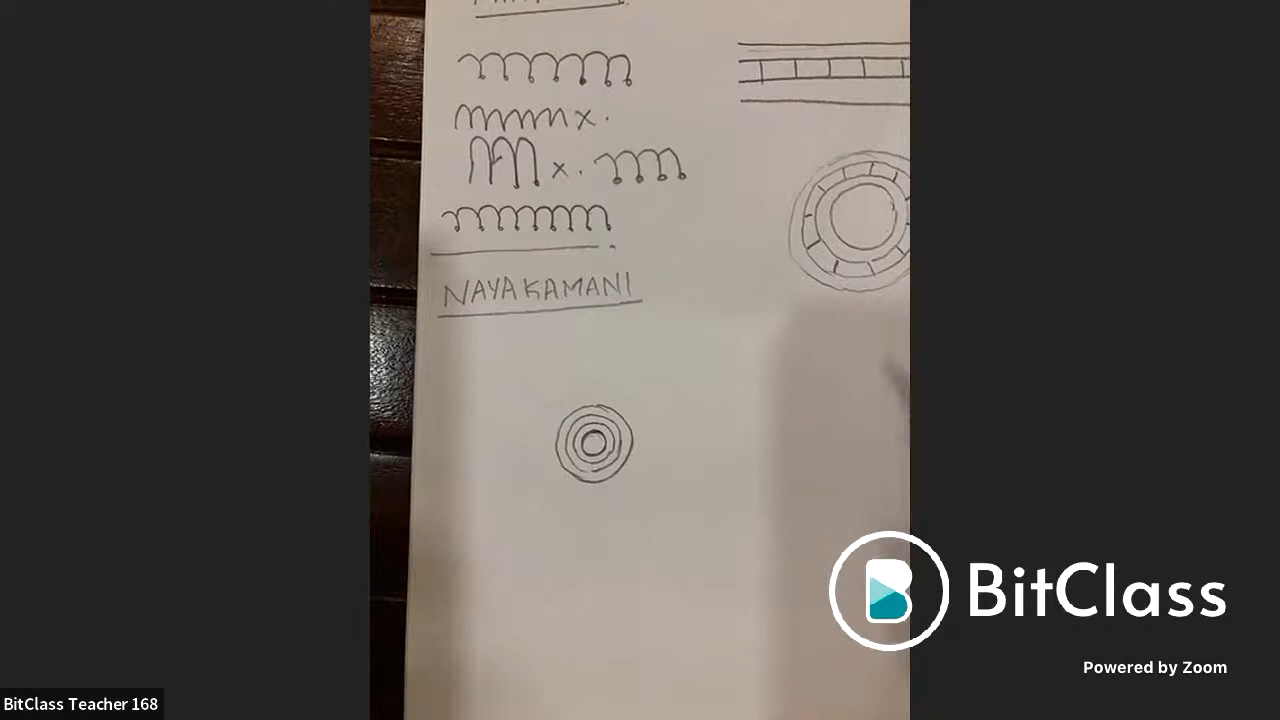 x.
x.
NAYAKAMANI
BitClass
Powered by Zoom
BitClass Teacher 168